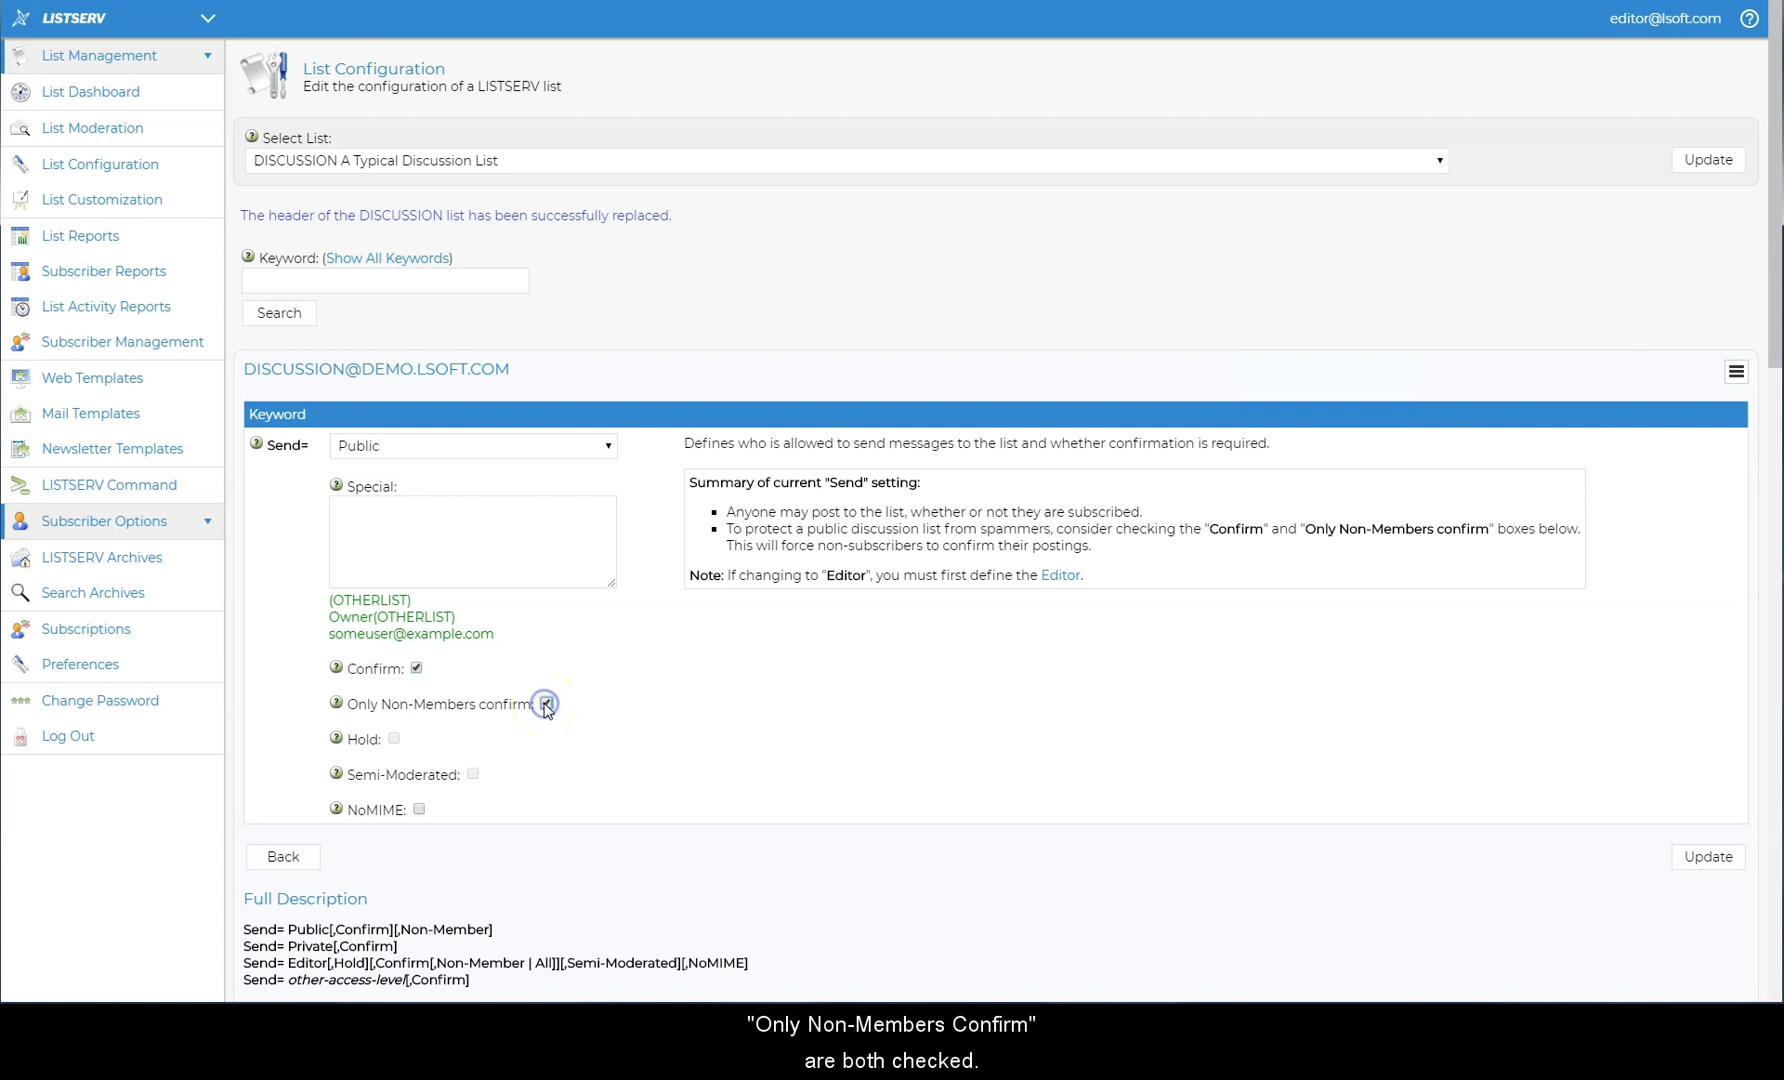 LISTSERV
editor@lsoft.com
List Management
List Dashboard
List Moderation
List Configuration
List Customization
List Reports
Subscriber Reports
List Activity Reports
Subscriber Management
Web Templates
Mail Templates
Newsletter Templates
LISTSERV Command
Subscriber Options
LISTSERV Archives
Search Archives
Subscriptions
Preferences
Change Password
Log Out
List Configuration
Edit the configuration of a LISTSERV list
Select List:
DISCUSSION A Typical Discussion List
Update
The header of the DISCUSSION list has been successfully replaced.
Keyword: (Show All Keywords)
Search
DISCUSSION@DEMO.LSOFT.COM
Keyword
Send=
Public
Defines who is allowed to send messages to the list and whether confirmation is required.
Special:
Summary of current "Send" setting:
Anyone may post to the list, whether or not they are subscribed.
To protect a public discussion list from spammers, consider checking the "Confirm" and "Only Non-Members confirm" boxes below.
This will force non-subscribers to confirm their postings.
Note: If changing to "Editor", you must first define the Editor.
(OTHERLIST)
Owner(OTHERLIST)
someuser@example.com
Confirm:
Only Non-Members confirm:
Hold:
Semi-Moderated:
NoMIME:
Back
Update
Full Description
Send= Public[,Confirm][,Non-Member]
Send= Private[,Confirm]
Send= Editor[,Hold][,Confirm[,Non-Member | All]][,Semi-Moderated][,NoMIME]
Send= other-access-level[,Confirm]
"Only Non-Members Confirm"
are both checked.